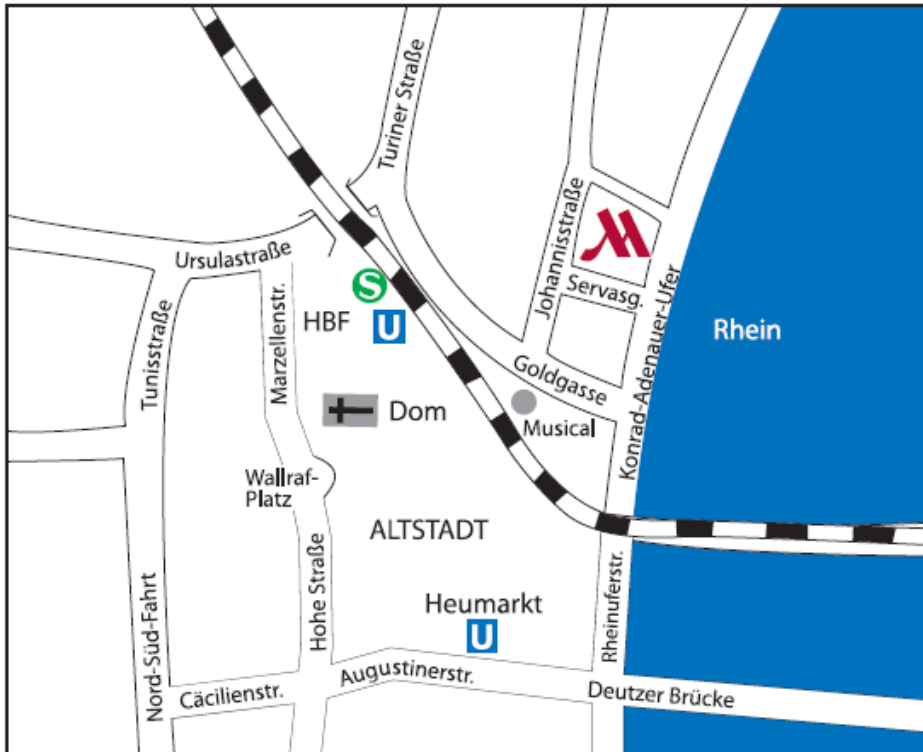 Turiner Straße
Ursulastraße
Johannisstraße
Servasg.
Konrad-Adenauer-Ufer
Rhein
S
HBF
U
Marzellenstr.
Tunisstraße
Goldgasse
Dom
Musical
Wallraf-
Platz
ALTSTADT
Hohe Straße
Heumarkt
U
Rheinuferstr.
Nord-Süd-Fahrt
Cäcilienstr.
Augustinerstr.
Deutzer Brücke